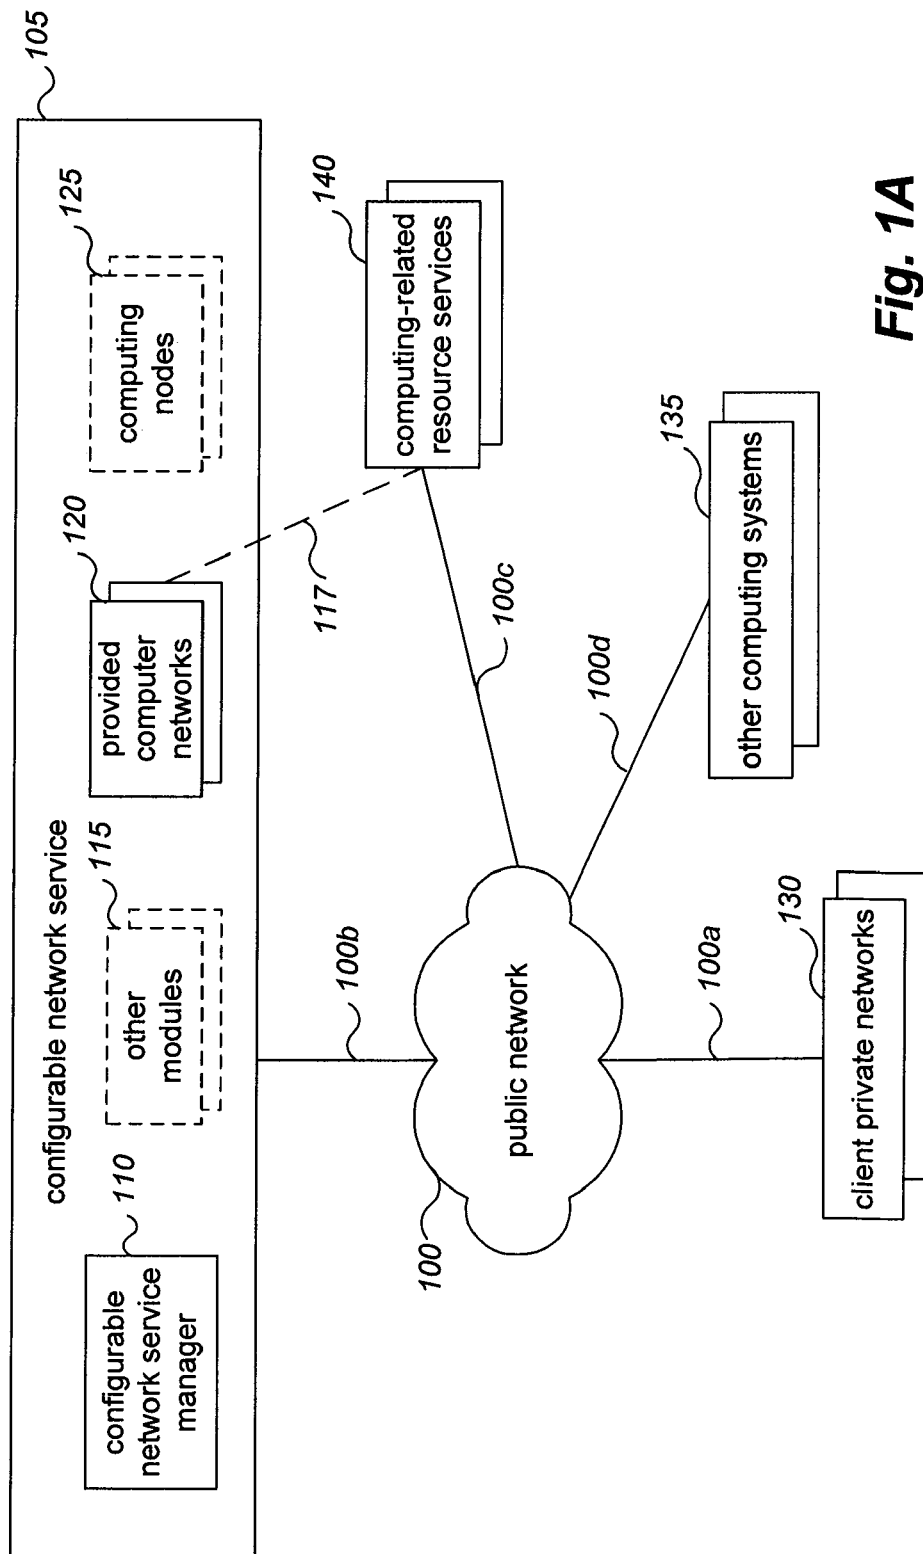 105
configurable network service
110
115
120
125
configurable
network service
manager
other
modules
provided
computer
networks
computing
nodes
117
140
computing-related
resource services
100b
100c
100
public network
100d
135
other computing systems
100a
130
client private networks
Fig. 1A